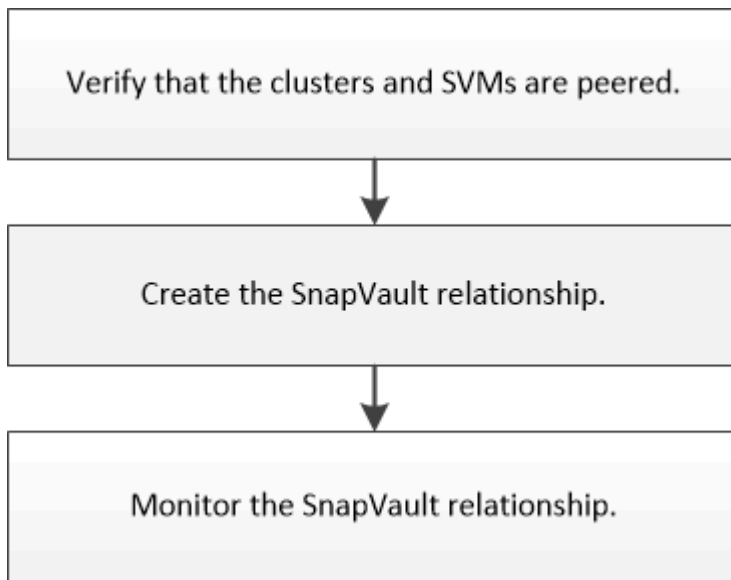 Verify that the clusters and SVMs are peered.
Create the SnapVault relationship.
Monitor the SnapVault relationship.